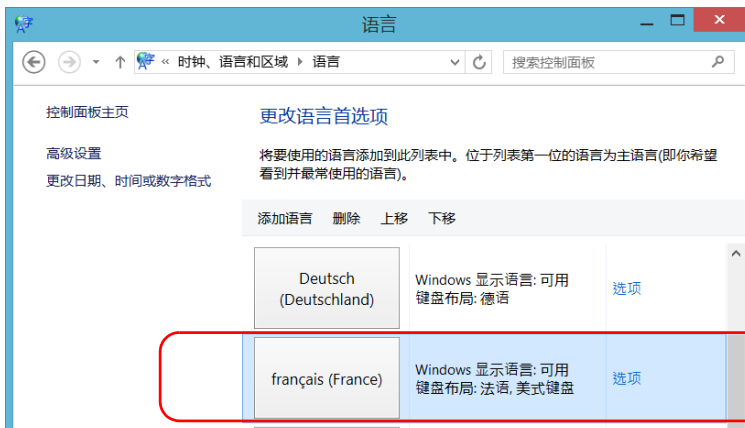 语言
« 时钟、语言和区域 ▸ 语言
搜索控制面板
控制面板主页
高级设置
更改日期、时间或数字格式
更改语言首选项
将要使用的语言添加到此列表中。位于列表第一位的语言为主语言(即你希望
看到并最常使用的语言)。
添加语言 删除 上移 下移
Deutsch
(Deutschland)
Windows 显示语言: 可用
键盘布局: 德语
选项
français (France)
Windows 显示语言: 可用
键盘布局: 法语, 美式键盘
选项